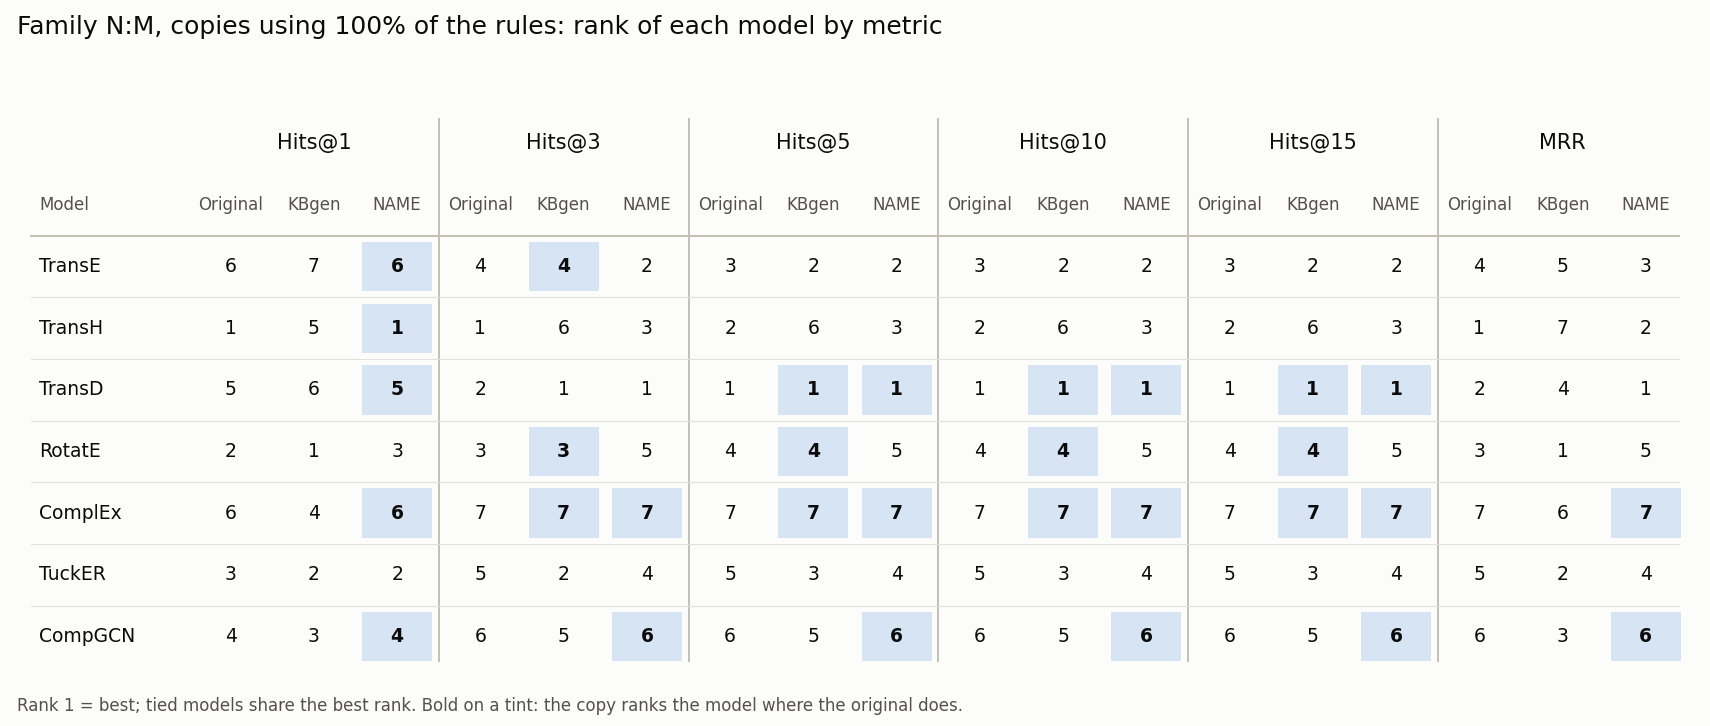 Family N:M, copies using 100% of the rules: rank of each model by metric
Hits@1 Hits@3 Hits@5 Hits@10 Hits@15 MRR
Model Original KBgen NAME Original KBgen NAME Original KBgen NAME Original KBgen NAME Original KBgen NAME Original KBgen NAME
TransE 6 7 6 4 4 2 3 2 2 3 2 2 3 2 2 4 5 3
TransH 1 5 1 1 6 3 2 6 3 2 6 3 2 6 3 1 7 2
TransD 5 6 5 2 1 1 1 1 1 1 1 1 1 1 1 2 4 1
RotatE 2 1 3 3 3 5 4 4 5 4 4 5 4 4 5 3 1 5
ComplEx 6 4 6 7 7 7 7 7 7 7 7 7 7 7 7 7 6 7
TuckER 3 2 2 5 2 4 5 3 4 5 3 4 5 3 4 5 2 4
CompGCN 4 3 4 6 5 6 6 5 6 6 5 6 6 5 6 6 3 6
Rank 1 = best; tied models share the best rank. Bold on a tint: the copy ranks the model where the original does.